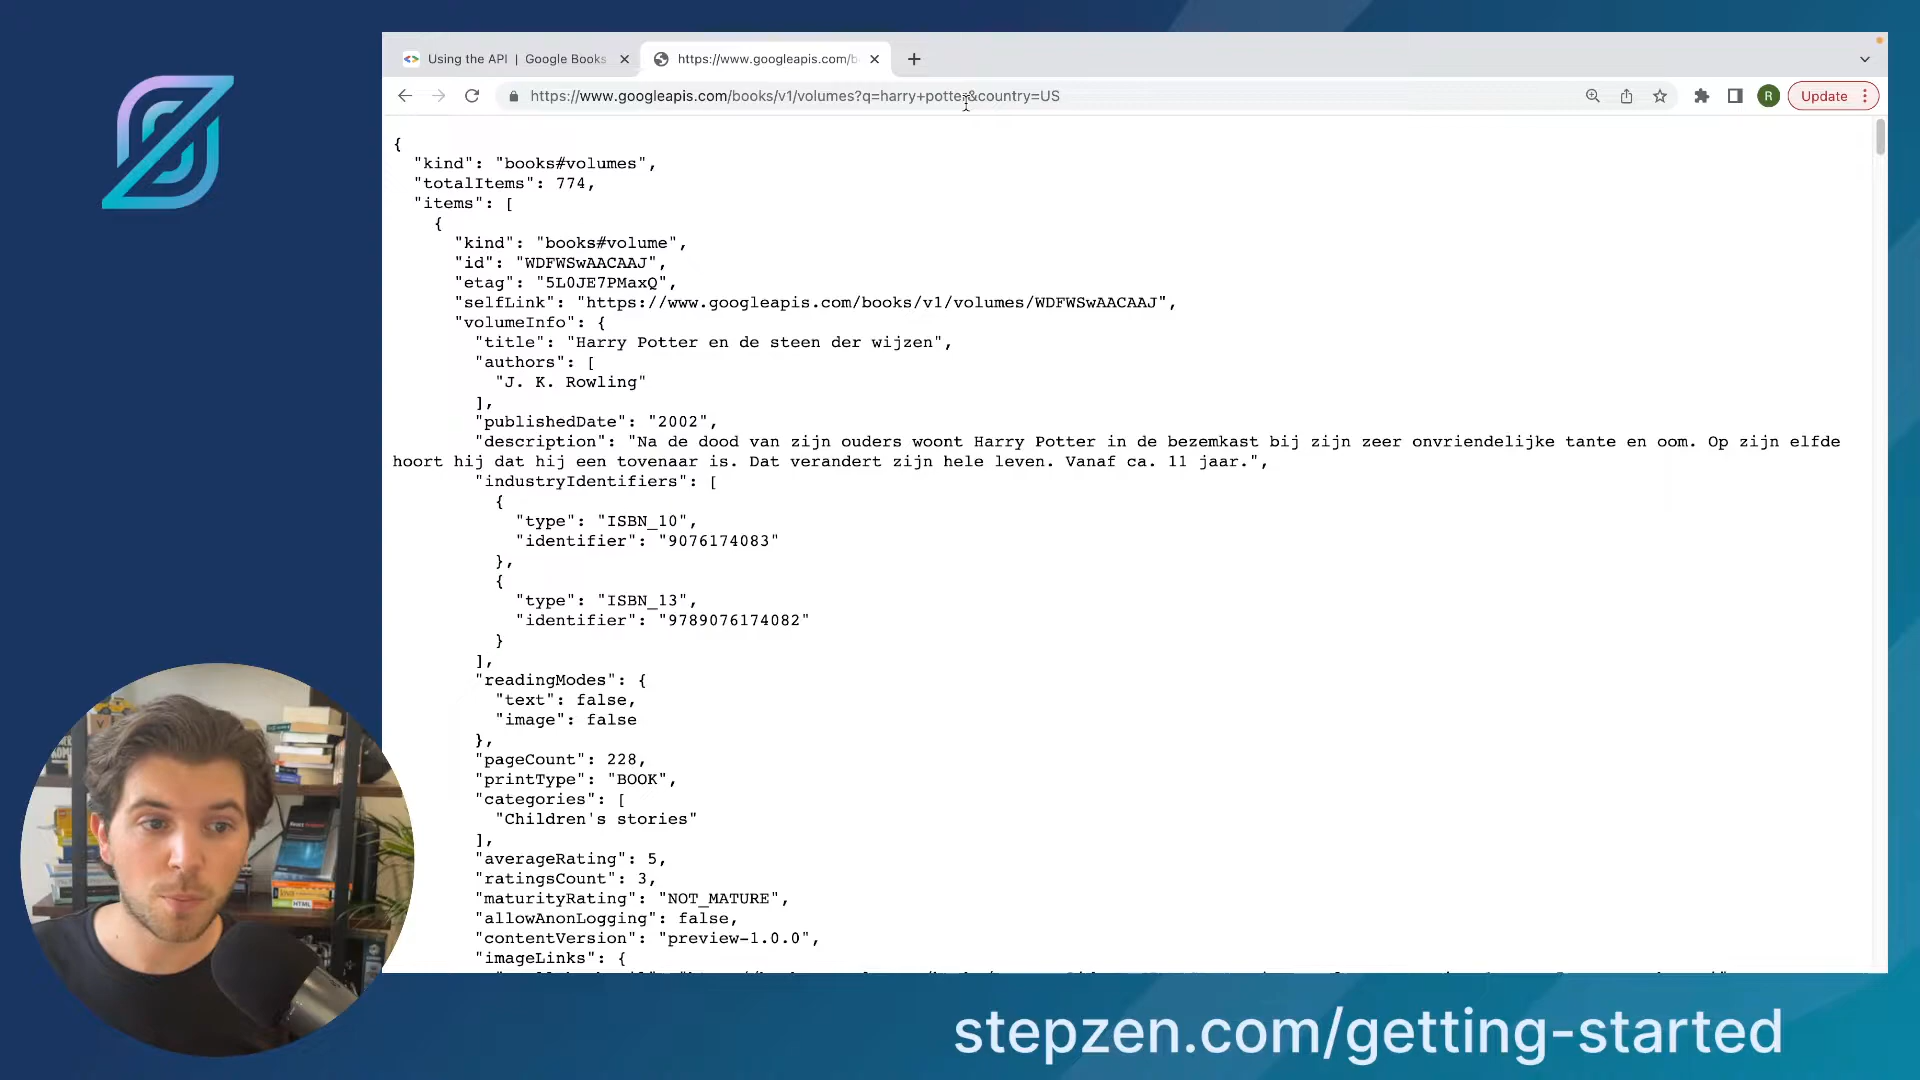 Using the API | Google Books
https://www.googleapis.com/b
https://www.googleapis.com/books/v1/volumes?q=harry+potter&country=US
R
Update
{
"kind": "books#volumes",
"totalItems": 774,
"items": [
{
"kind": "books#volume",
"id": "WDFWSwAACAAJ",
"etag": "5L0JE7PMaxQ",
"selfLink": "https://www.googleapis.com/books/v1/volumes/WDFWSwAACAAJ",
"volumeInfo": {
"title": "Harry Potter en de steen der wijzen",
"authors": [
"J. K. Rowling"
],
"publishedDate": "2002",
"description": "Na de dood van zijn ouders woont Harry Potter in de bezemkast bij zijn zeer onvriendelijke tante en oom. Op zijn elfde
hoort hij dat hij een tovenaar is. Dat verandert zijn hele leven. Vanaf ca. 11 jaar.",
"industryIdentifiers": [
{
"type": "ISBN_10",
"identifier": "9076174083"
},
{
"type": "ISBN_13",
"identifier": "9789076174082"
}
],
"readingModes": {
"text": false,
"image": false
},
"pageCount": 228,
"printType": "BOOK",
"categories": [
"Children's stories"
],
"averageRating": 5,
"ratingsCount": 3,
"maturityRating": "NOT_MATURE",
"allowAnonLogging": false,
"contentVersion": "preview-1.0.0",
"imageLinks": {
HTML
stepzen.com/getting-started